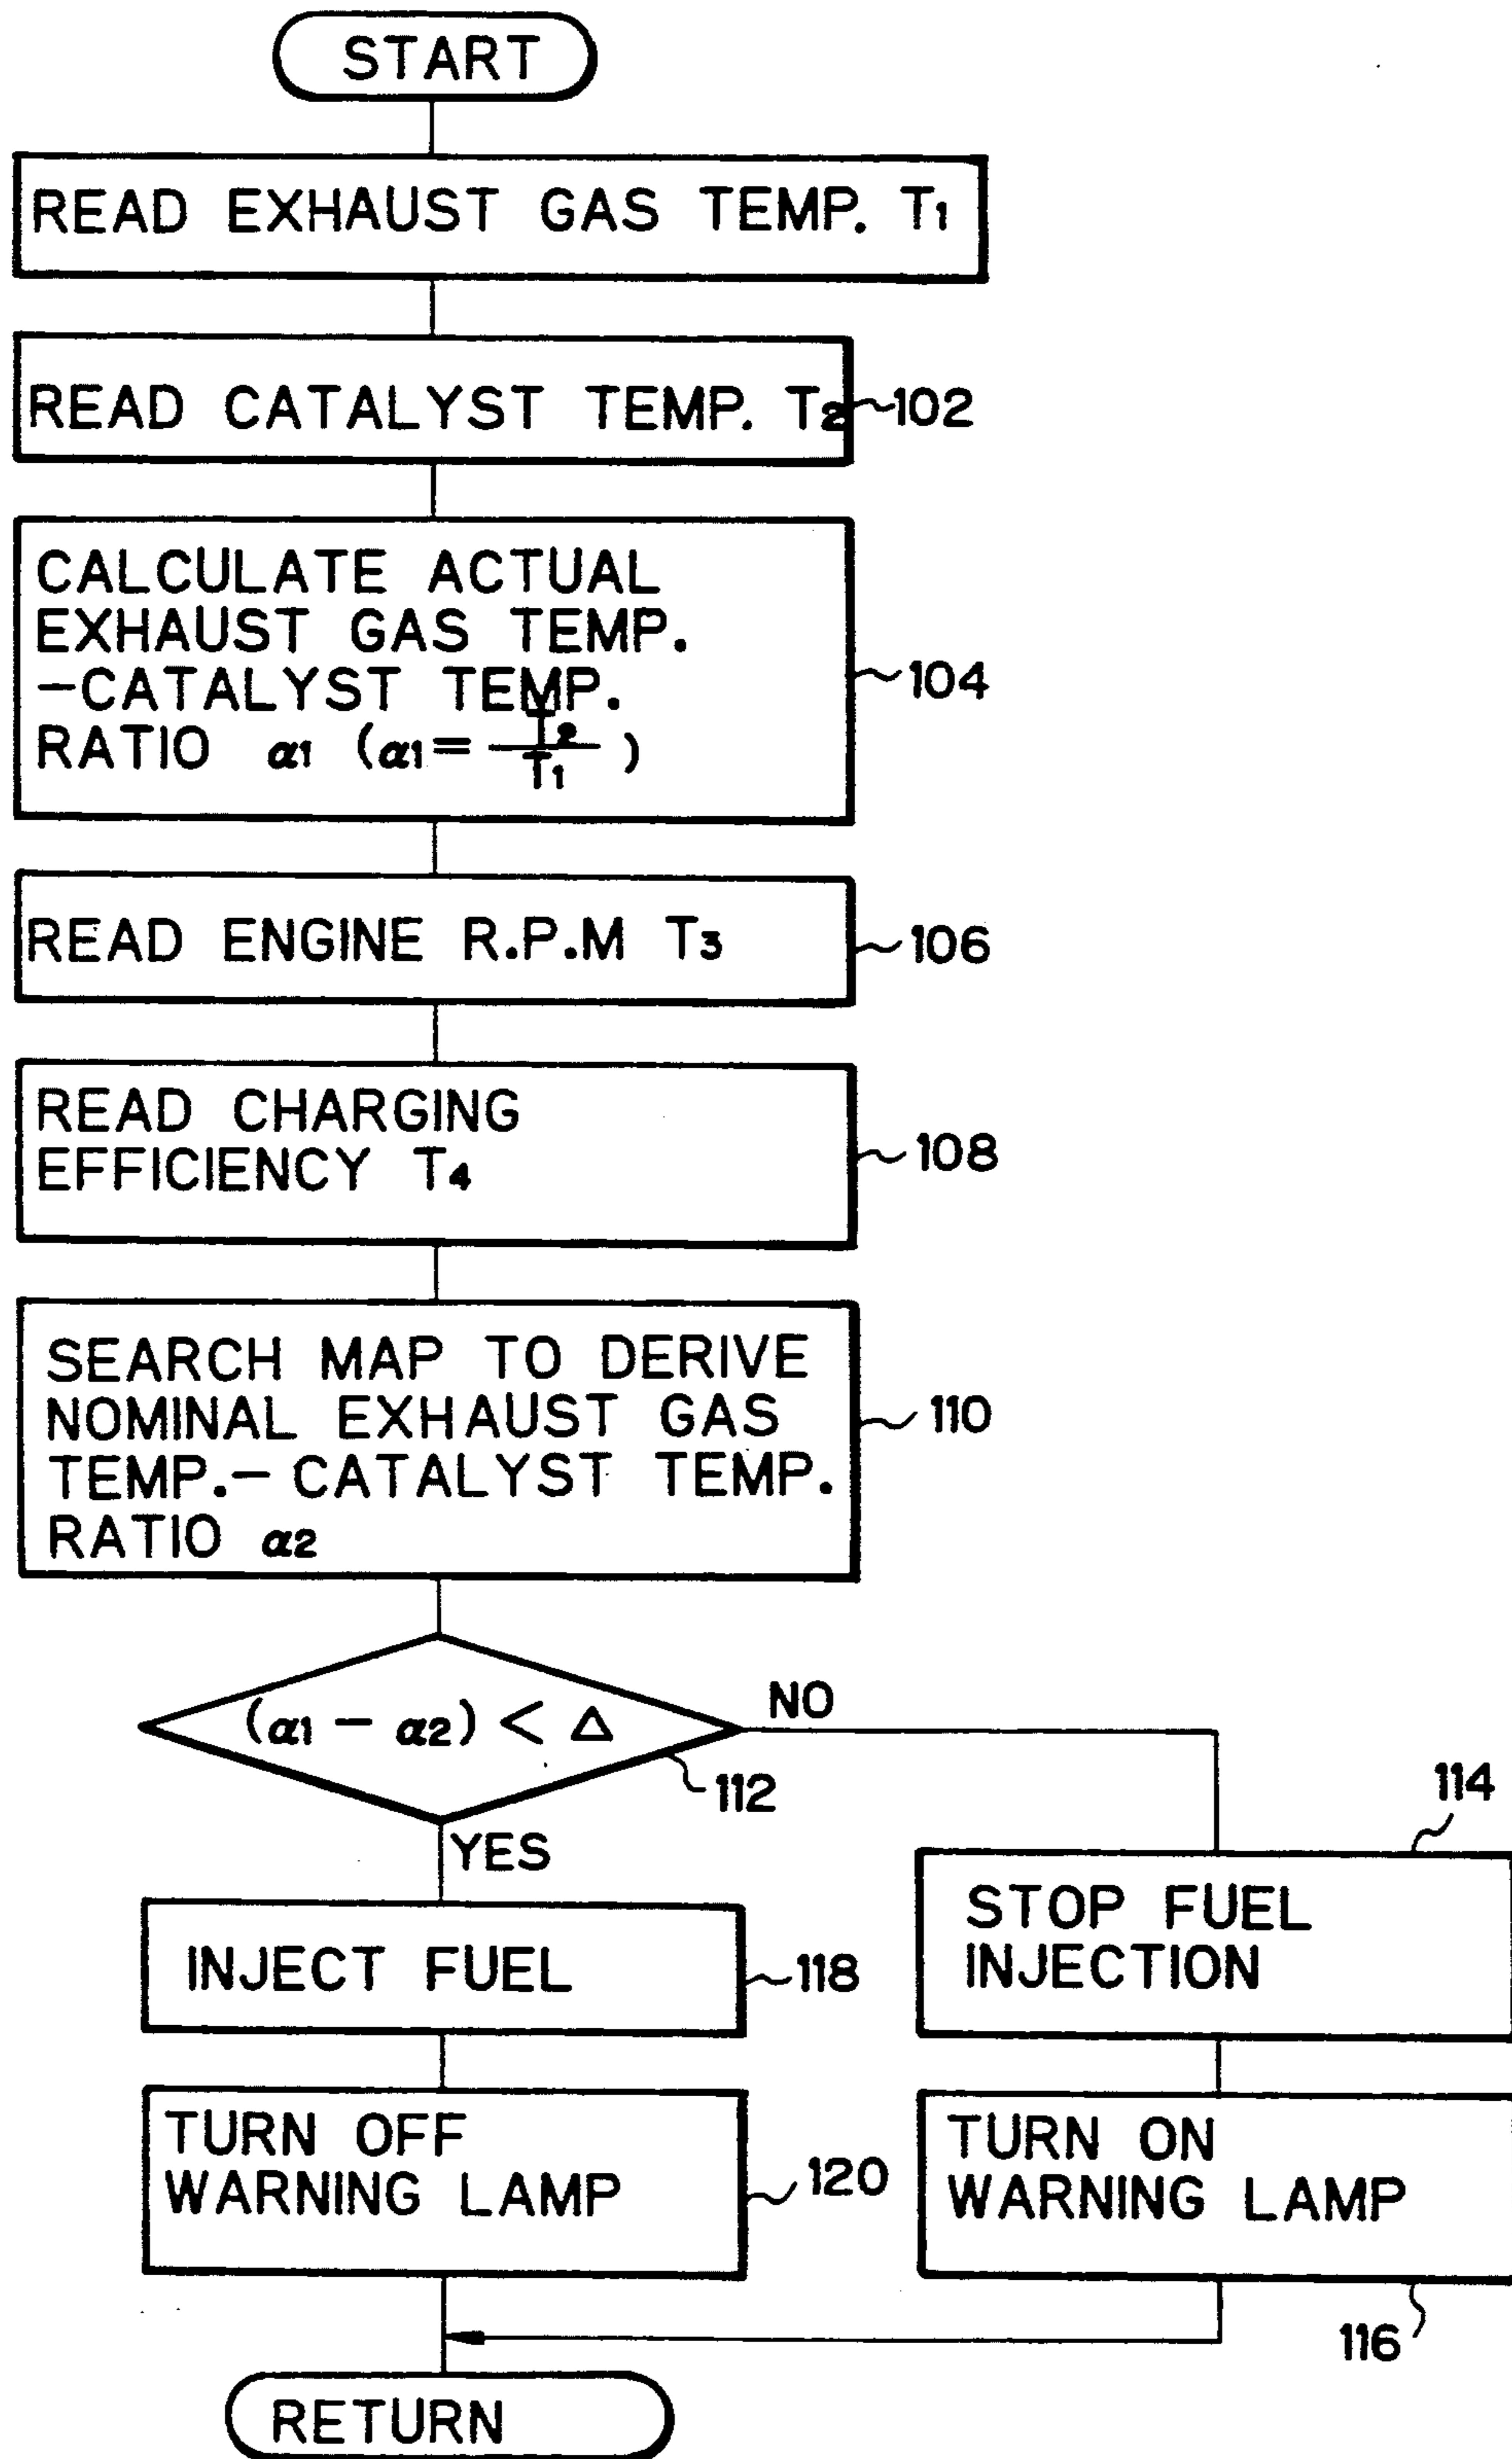 START
READ EXHAUST GAS TEMP. T1
READ CATALYST TEMP. T2
102
CALCULATE ACTUAL
EXHAUST GAS TEMP.
-CATALYST TEMP.
RATIO α1 (α1 = T2/T1)
104
READ ENGINE R.P.M T3
106
READ CHARGING
EFFICIENCY T4
108
SEARCH MAP TO DERIVE
NOMINAL EXHAUST GAS
TEMP.- CATALYST TEMP.
RATIO α2
110
(α1 - α2) < Δ
NO
112
YES
114
STOP FUEL
INJECTION
INJECT FUEL
118
TURN OFF
WARNING LAMP
120
TURN ON
WARNING LAMP
116
RETURN